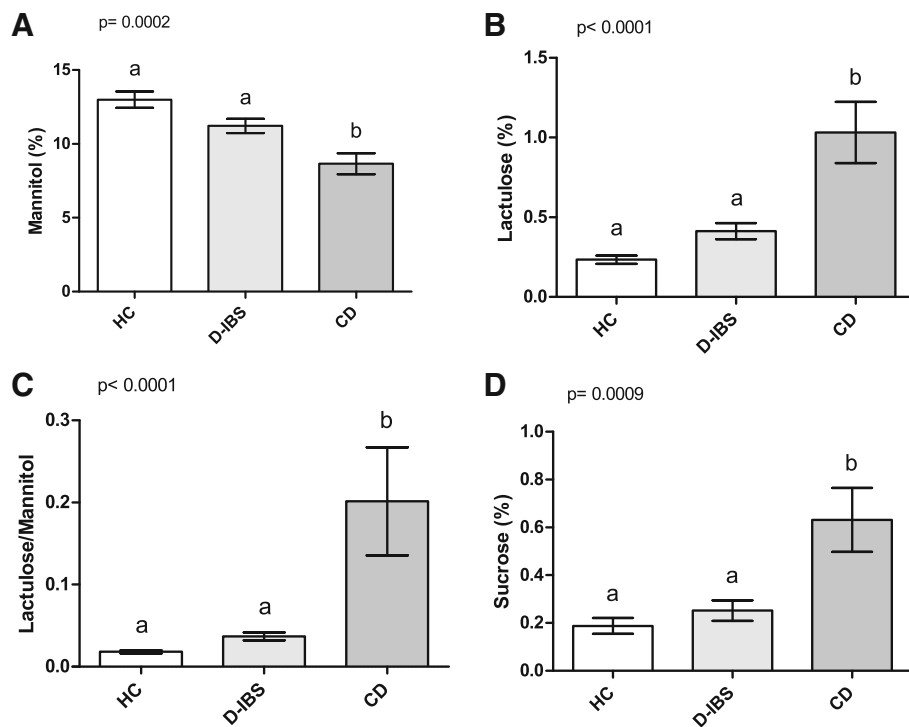 A
p= 0.0002
Mannitol (%)
15
10
5
0
a
a
b
HC
D-IBS
CD
B
p< 0.0001
Lactulose (%)
1.5
1.0
0.5
0.0
a
a
b
HC
D-IBS
CD
C
p< 0.0001
Lactulose/Mannitol
0.3
0.2
0.1
0.0
a
a
b
HC
D-IBS
CD
D
p= 0.0009
Sucrose (%)
1.0
0.8
0.6
0.4
0.2
0.0
a
a
b
HC
D-IBS
CD